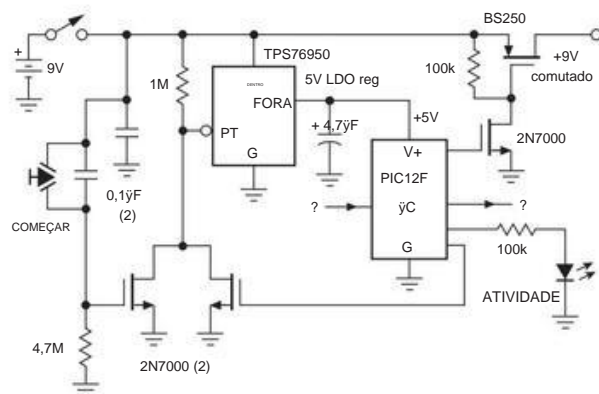 BS250
TPS76950
+
9V
1M
DENTRO
5V LDO reg
100k
+9V
comutado
FORA
PT
+ 4,7ÿF
+5V
G
2N7000
V+
PIC12F
0,1ÿF
(2)
COMEÇAR
?
ÿC
?
100k
G
ATIVIDADE
4,7M
2N7000 (2)